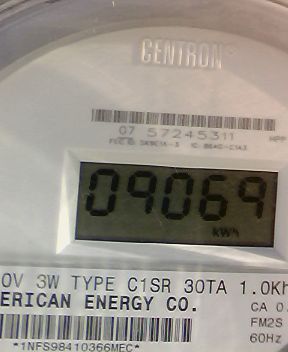 CENTRON
07 57245311
09069
kWh
0V 3W TYPE C1SR 30TA 1.0Kh
ERICAN ENERGY CO.
CA 0.
FM2S
60Hz
*1NFS98410366MEC*